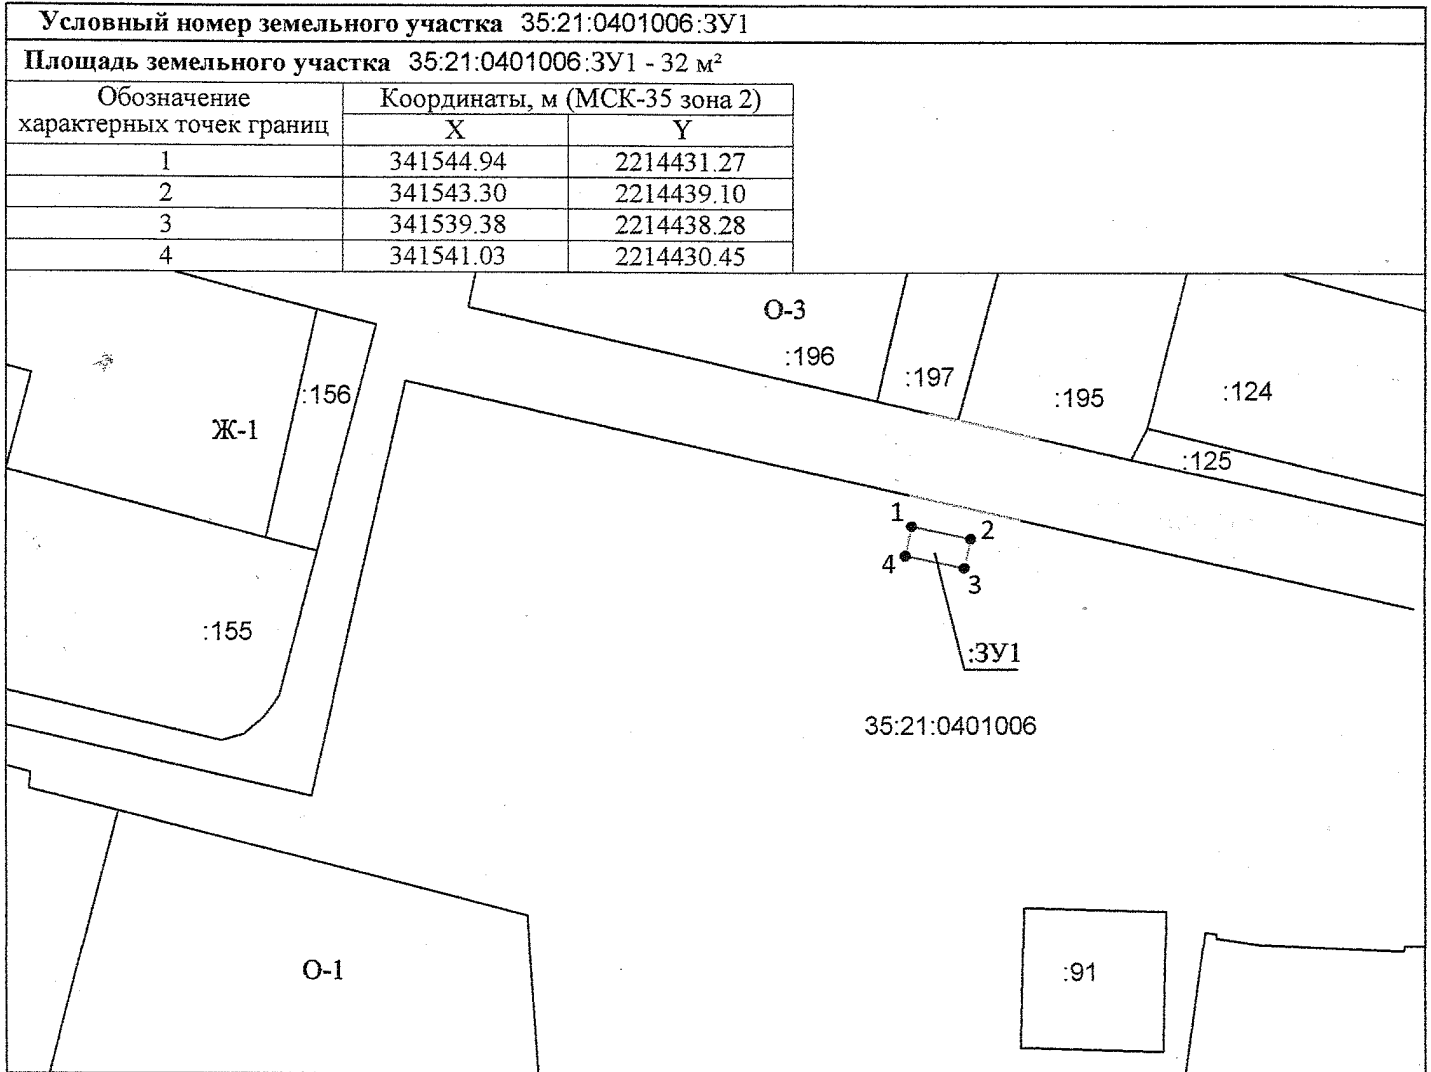 Условный номер земельного участка 35:21:0401006:ЗУ1
Площадь земельного участка 35:21:0401006:ЗУ1 - 32 м²
Обозначение характерных точек границ
Координаты, м (МСК-35 зона 2)
X Y
1 341544.94 2214431.27
2 341543.30 2214439.10
3 341539.38 2214438.28
4 341541.03 2214430.45
О-3
:196
:197
:156
:195
:124
Ж-1
:125
1
2
4
3
:155
:ЗУ1
35:21:0401006
О-1
:91